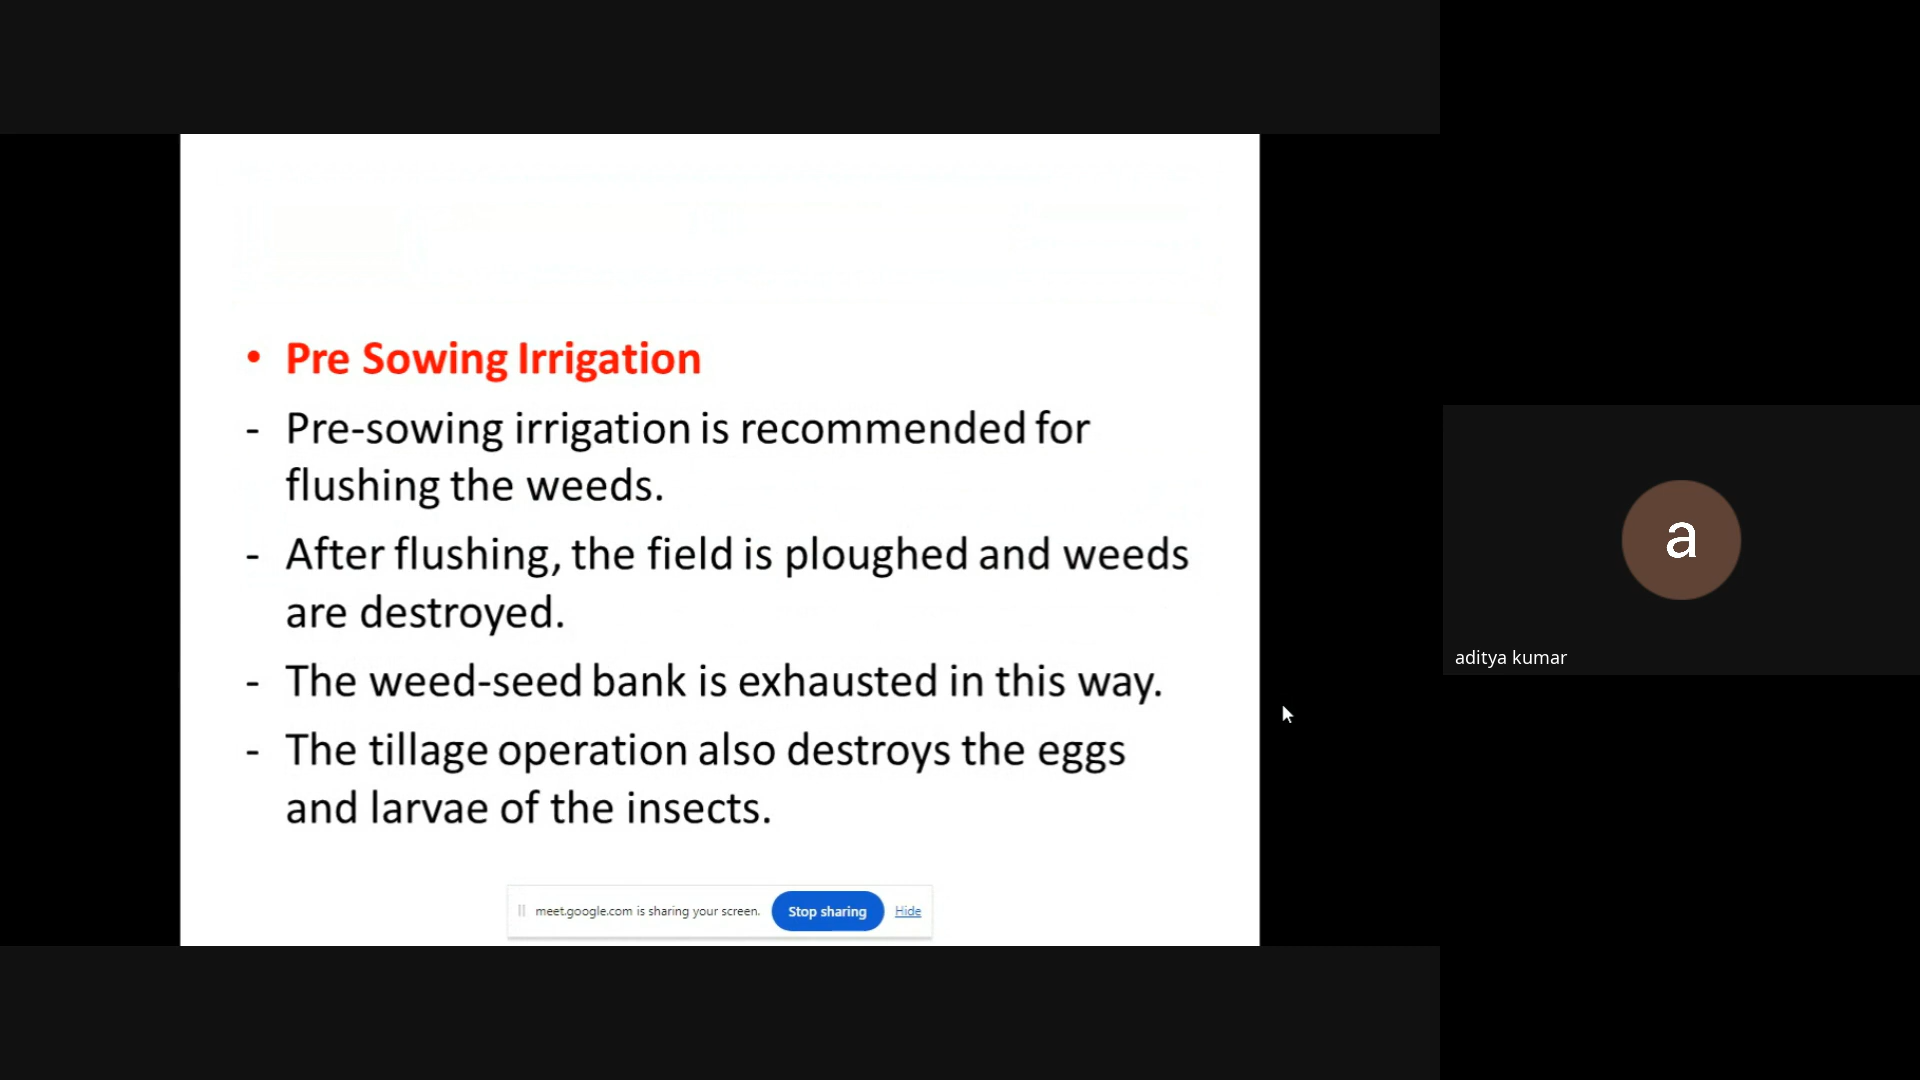 • Pre Sowing Irrigation
- Pre-sowing irrigation is recommended for
flushing the weeds.
- After flushing, the field is ploughed and weeds
are destroyed.
- The weed-seed bank is exhausted in this way.
- The tillage operation also destroys the eggs
and larvae of the insects.
meet.google.com is sharing your screen. Stop sharing Hide
a
aditya kumar